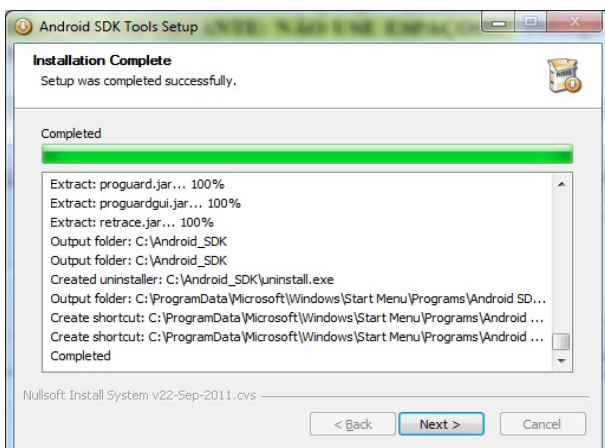 Android SDK Tools Setup
NÃO USE
Installation Complete
Setup was completed successfully.
NSIS
Completed
Extract: proguard.jar... 100%
Extract: proguardgui.jar... 100%
Extract: retrace.jar... 100%
Output folder: C:\Android_SDK
Output folder: C:\Android_SDK
Created uninstaller: C:\Android_SDK\uninstall.exe
Output folder: C:\ProgramData\Microsoft\Windows\Start Menu\Programs\Android SD...
Create shortcut: C:\ProgramData\Microsoft\Windows\Start Menu\Programs\Android ...
Create shortcut: C:\ProgramData\Microsoft\Windows\Start Menu\Programs\Android ...
Completed
Nullsoft Install System v22-Sep-2011.cvs
< Back
Next >
Cancel